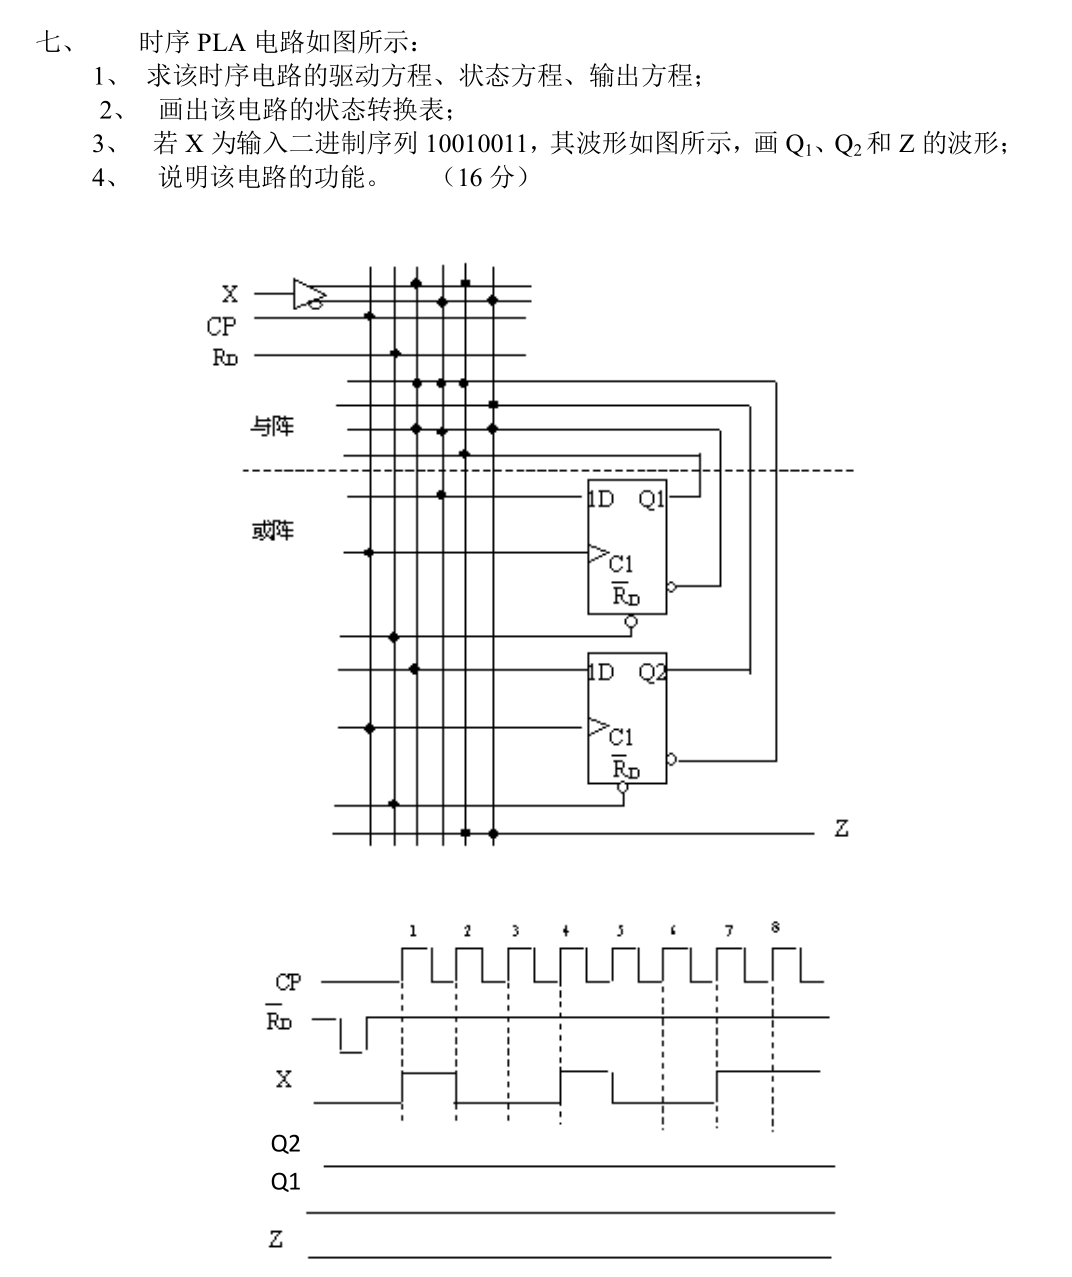 七、 时序 PLA 电路如图所示：
1、 求该时序电路的驱动方程、状态方程、输出方程；
2、 画出该电路的状态转换表；
3、 若 X 为输入二进制序列 10010011，其波形如图所示，画 Q₁、Q₂ 和 Z 的波形；
4、 说明该电路的功能。 （16 分）
X
CP
RD
与阵
或阵
1D Q1
C1
R̅D
1D Q2
C1
R̅D
Z
1 2 3 4 5 6 7 8
CP
R̅D
X
Q2
Q1
Z